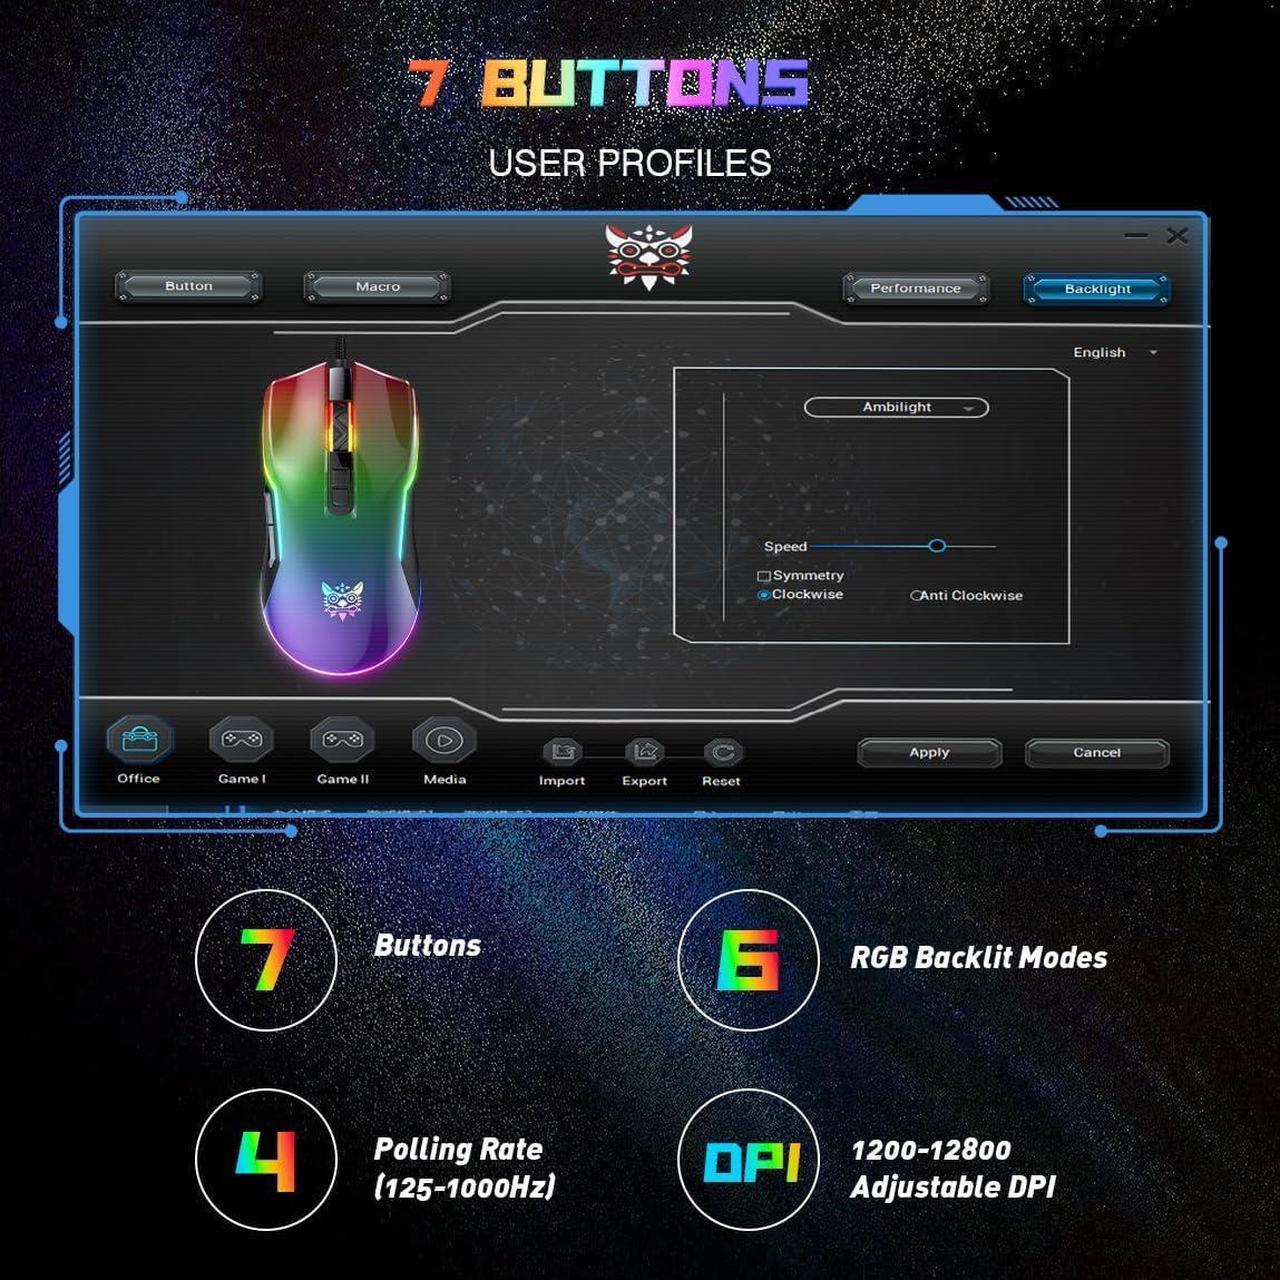 7 BUTTONS
USER PROFILES
Button
Macro
Performance
Backlight
English
Ambilight
Speed
Symmetry
Clockwise
Anti Clockwise
Office
Game I
Game II
Media
Import
Export
Reset
Apply
Cancel
7
Buttons
6
RGB Backlit Modes
4
Polling Rate
(125-1000Hz)
DPI
1200-12800
Adjustable DPI